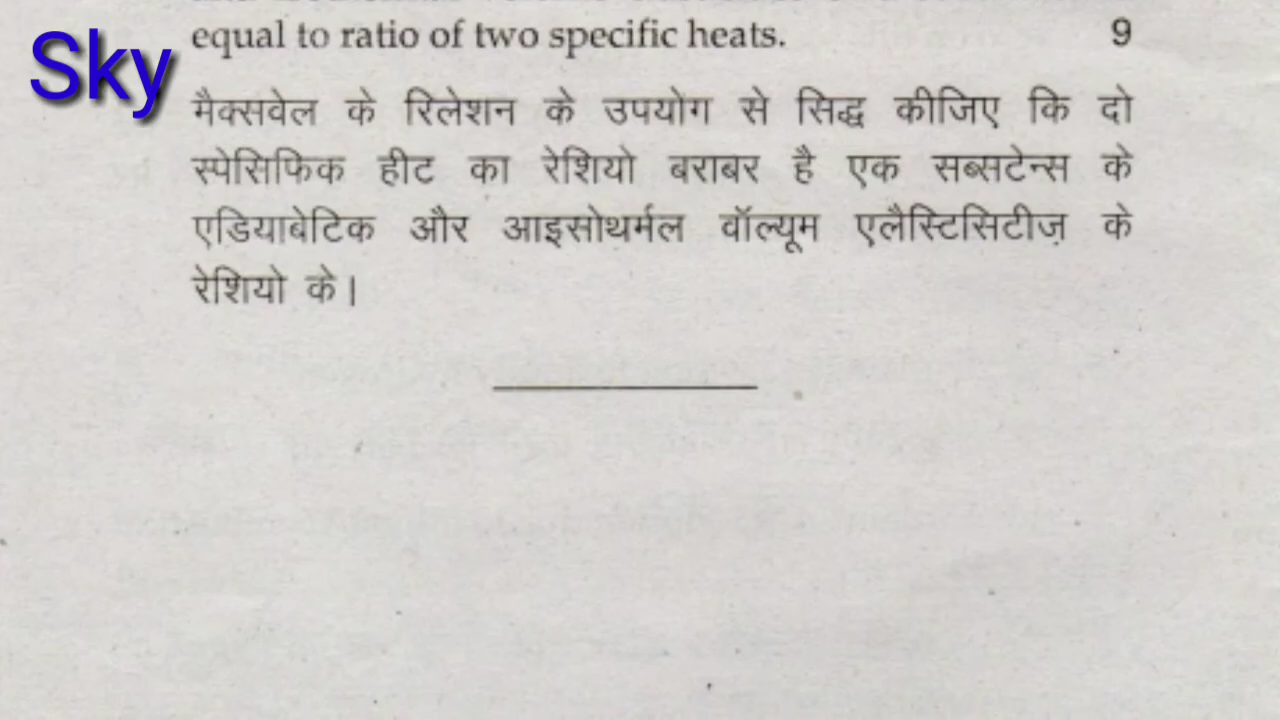 Sky
equal to ratio of two specific heats. 9
मैक्सवेल के रिलेशन के उपयोग से सिद्ध कीजिए कि दो
स्पेसिफिक हीट का रेशियो बराबर है एक सब्सटेन्स के
एडियाबेटिक और आइसोथर्मल वॉल्यूम एलैस्टिसिटीज़ के
रेशियो के।